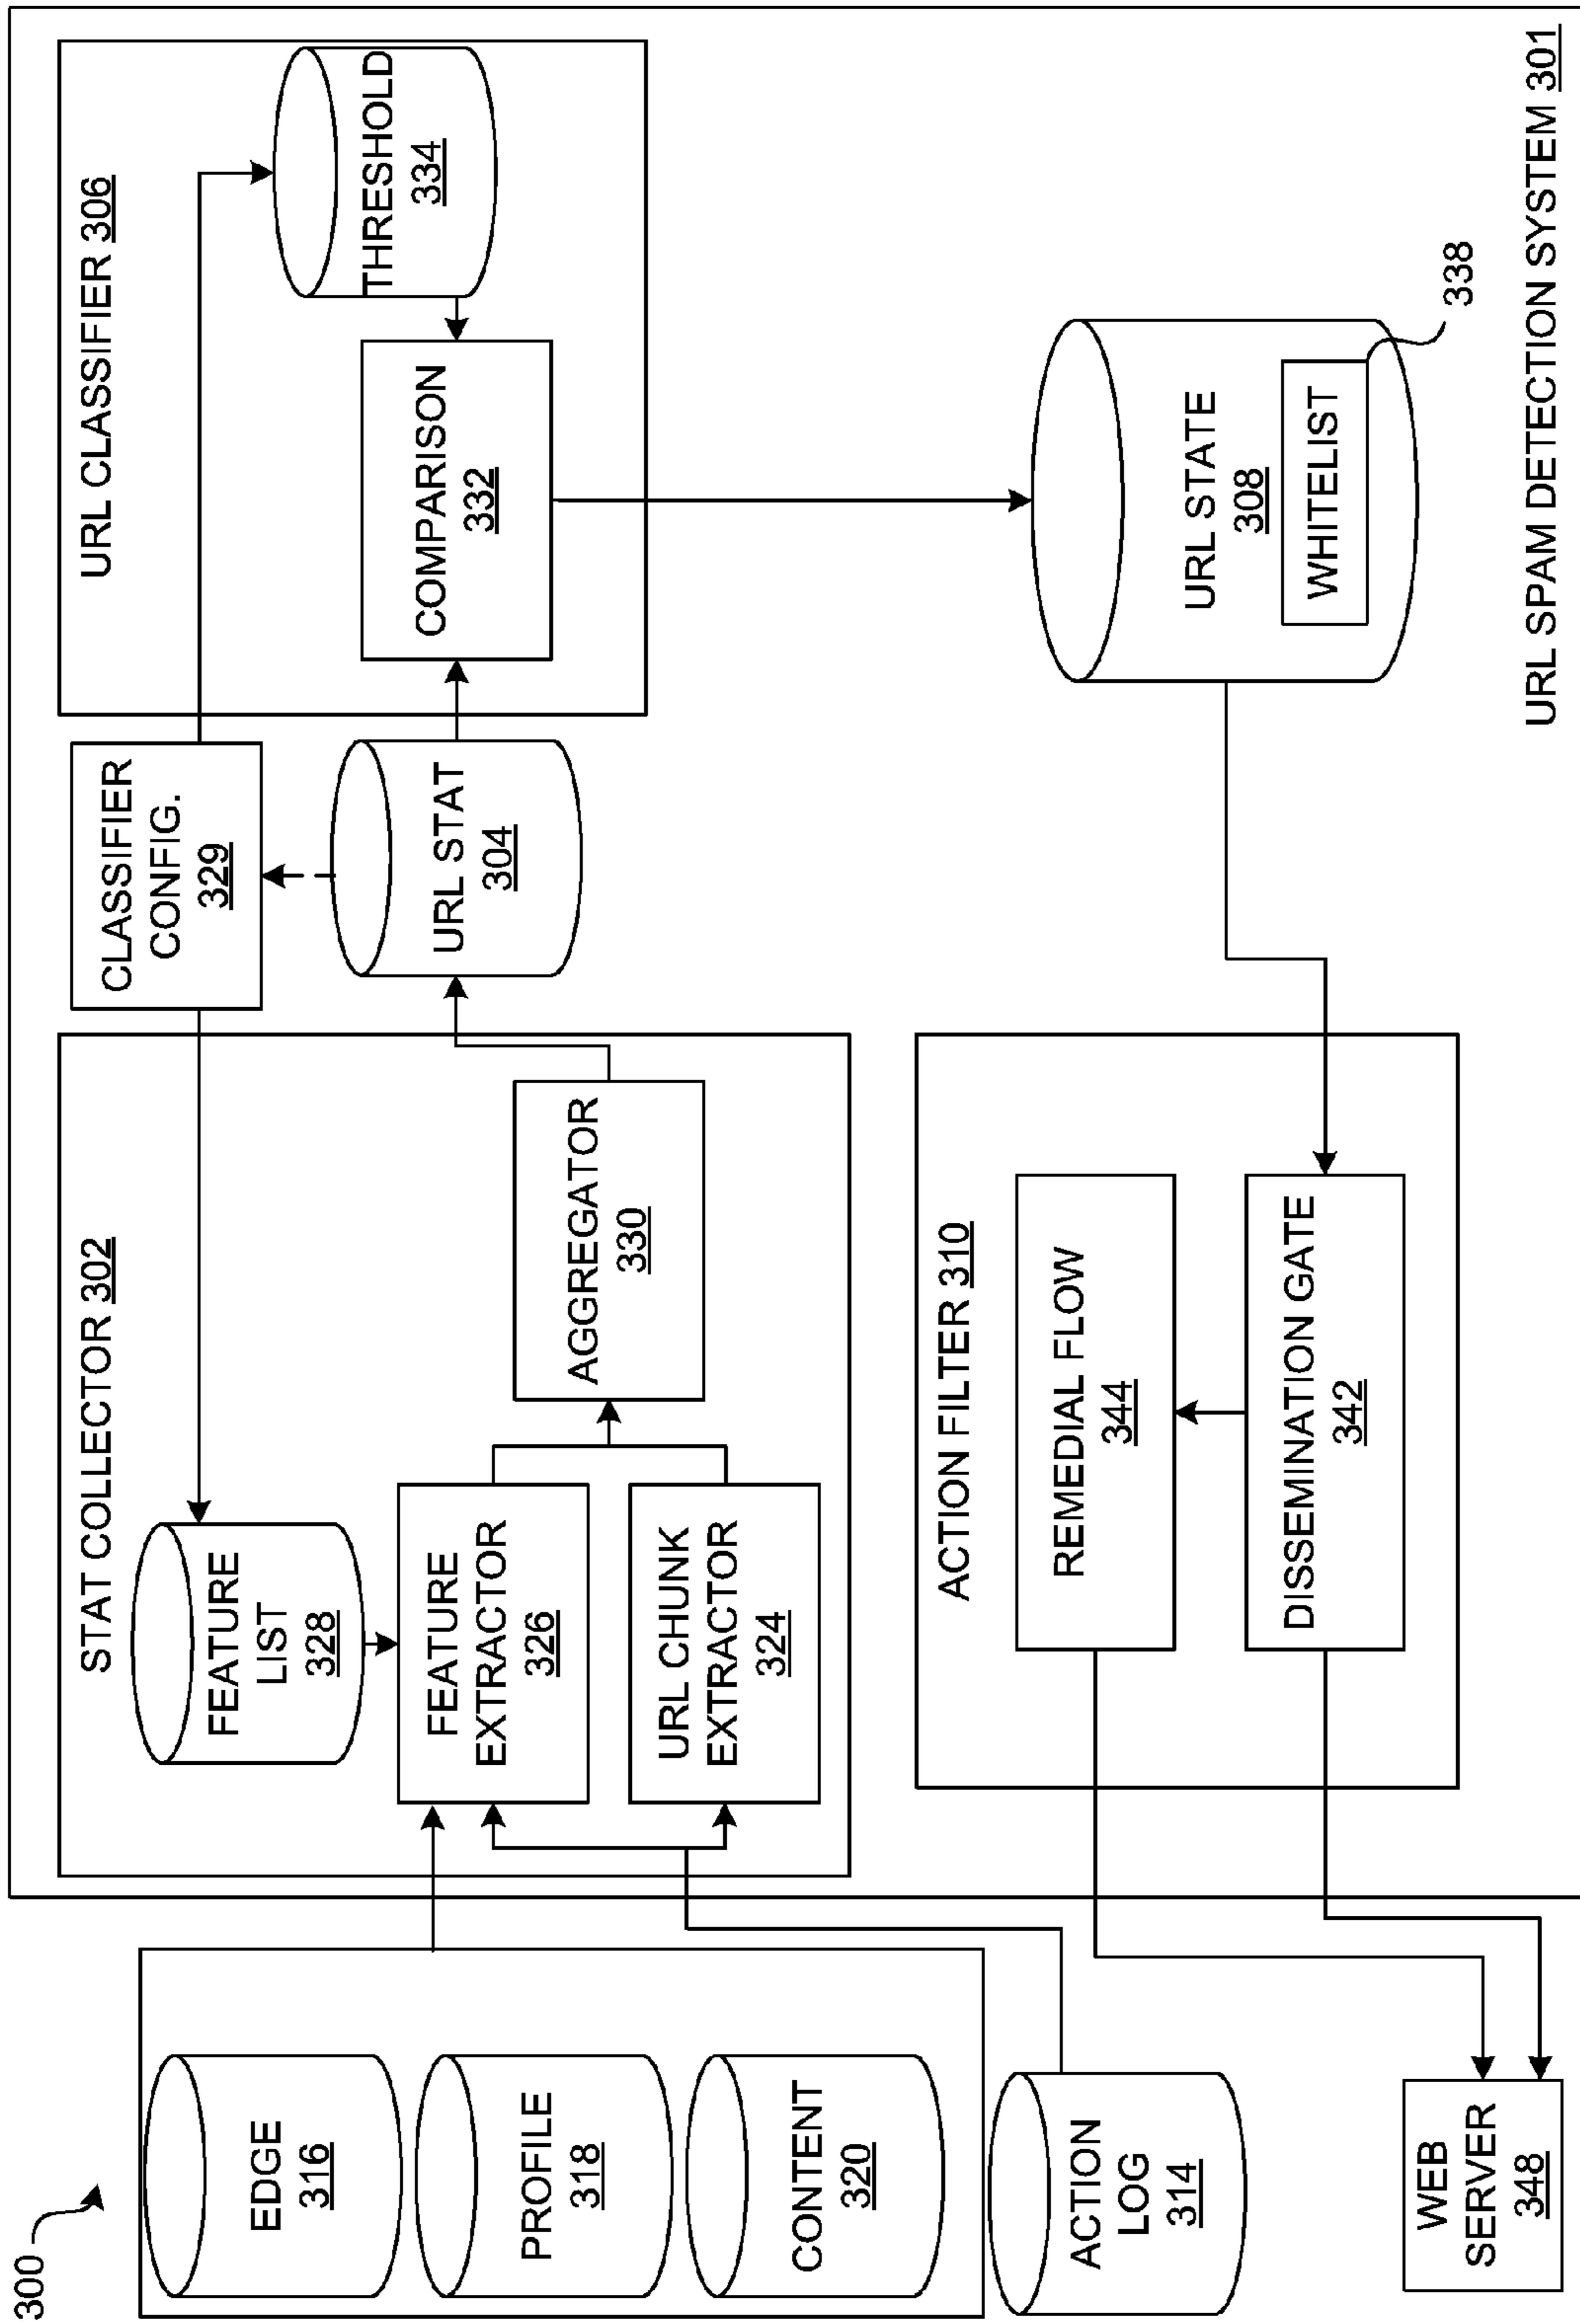 300
EDGE
316
PROFILE
318
CONTENT
320
ACTION
LOG
314
WEB
SERVER
348
STAT COLLECTOR 302
FEATURE
LIST
328
FEATURE
EXTRACTOR
326
URL CHUNK
EXTRACTOR
324
AGGREGATOR
330
CLASSIFIER
CONFIG.
329
URL STAT
304
URL CLASSIFIER 306
THRESHOLD
334
COMPARISON
332
ACTION FILTER 310
REMEDIAL FLOW
344
DISSEMINATION GATE
342
URL STATE
308
WHITELIST
338
URL SPAM DETECTION SYSTEM 301